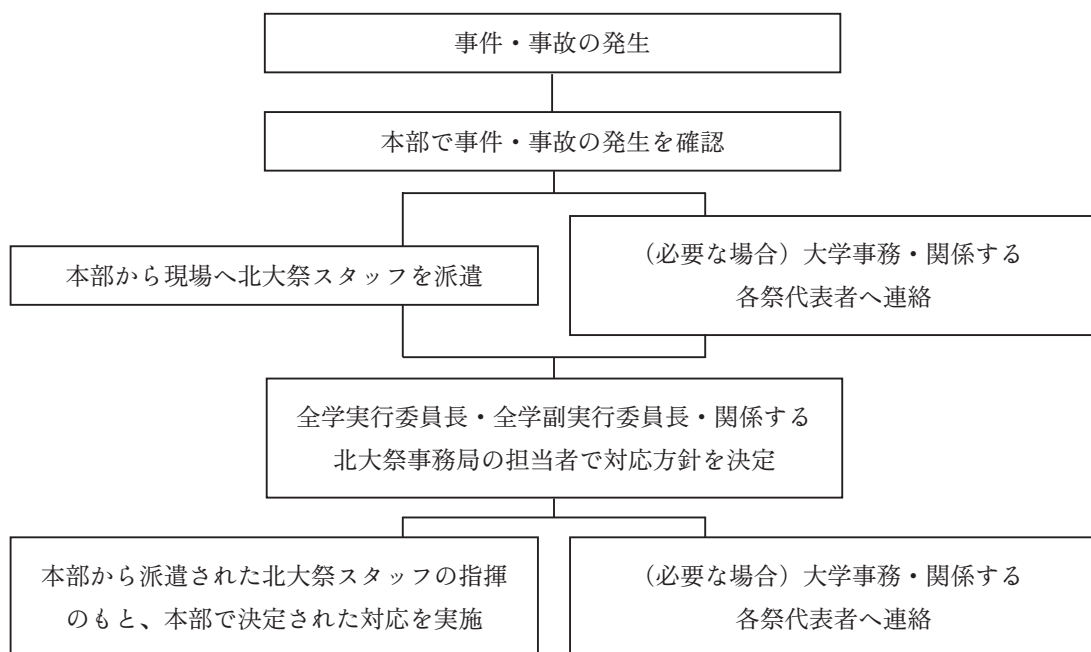 事件・事故の発生
本部で事件・事故の発生を確認
本部から現場へ北大祭スタッフを派遣
（必要な場合）大学事務・関係する
各祭代表者へ連絡
全学実行委員長・全学副実行委員長・関係する
北大祭事務局の担当者で対応方針を決定
本部から派遣された北大祭スタッフの指揮
のもと、本部で決定された対応を実施
（必要な場合）大学事務・関係する
各祭代表者へ連絡